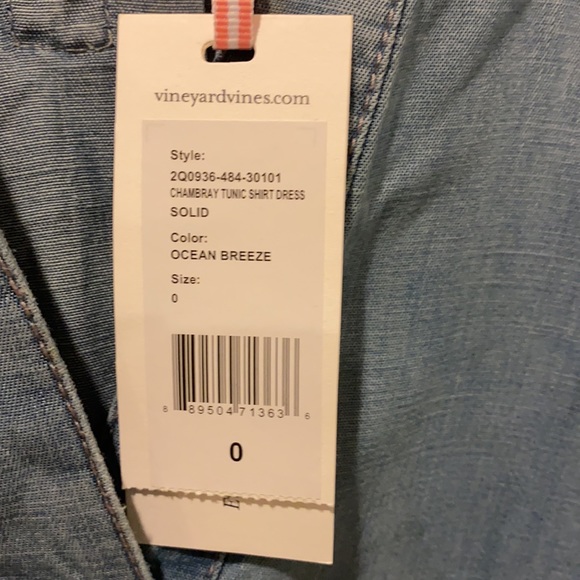 vineyardvines.com
Style:
2Q0936-484-30101
CHAMBRAY TUNIC SHIRT DRESS
SOLID
Color:
OCEAN BREEZE
Size:
0
8 89504 71363 6
0